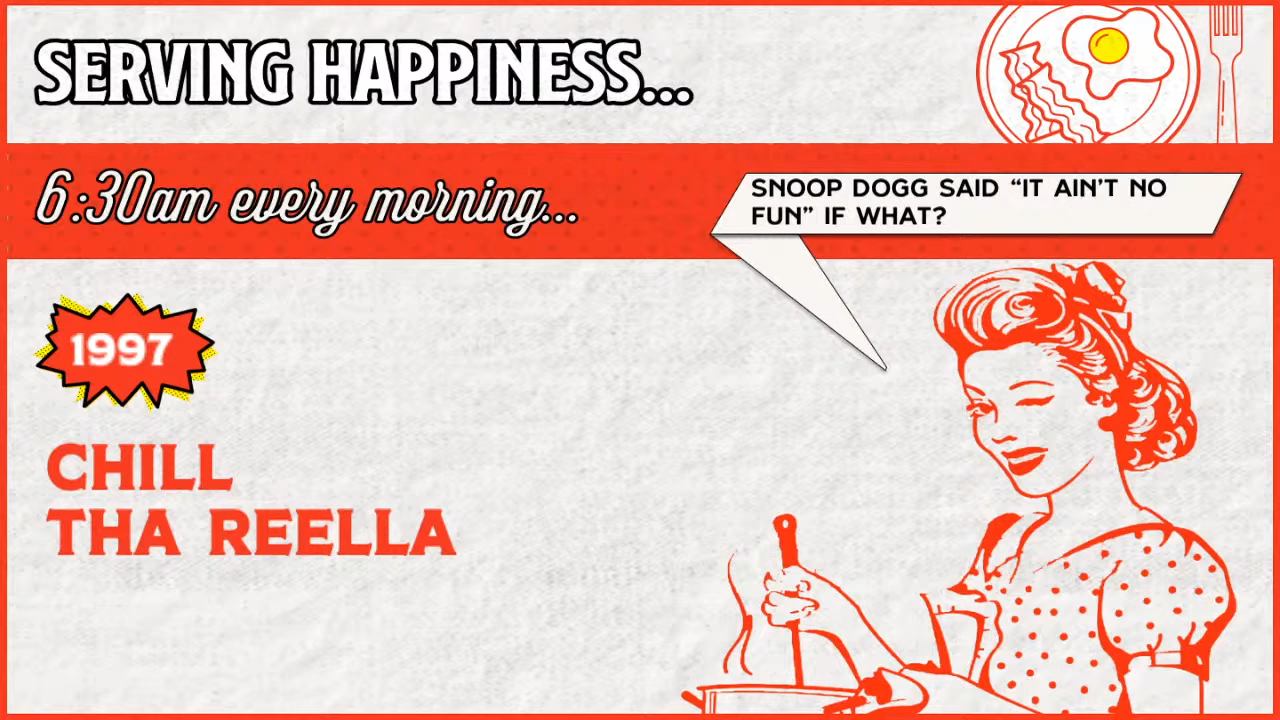 SERVING HAPPINESS...
6:30am every morning...
SNOOP DOGG SAID “IT AIN’T NO
FUN” IF WHAT?
1997
CHILL
THA REELLA